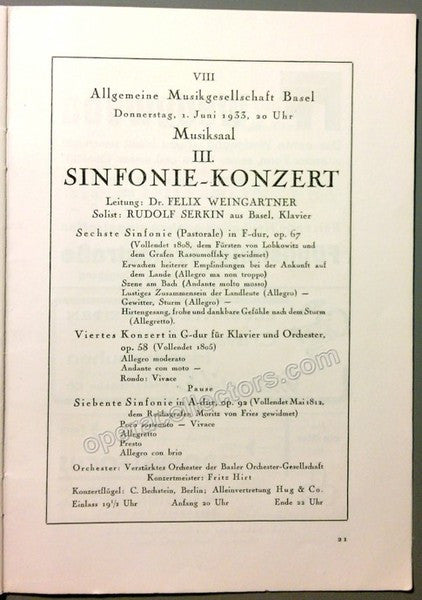 VIII
Allgemeine Musikgesellschaft Basel
Donnerstag, 1. Juni 1933, 20 Uhr
Musiksaal
III.
SINFONIE-KONZERT
Leitung: Dr. FELIX WEINGARTNER
Solist: RUDOLF SERKIN aus Basel, Klavier
Sechste Sinfonie (Pastorale) in F-dur, op. 67
(Vollendet 1808, dem Fürsten von Lobkowitz und
dem Grafen Rasoumoffsky gewidmet)
Erwachen heiterer Empfindungen bei der Ankunft auf
dem Lande (Allegro ma non troppo)
Szene am Bach (Andante molto mosso)
Lustiges Zusammensein der Landleute (Allegro) —
Gewitter, Sturm (Allegro) —
Hirtengesang, frohe und dankbare Gefühle nach dem Sturm
(Allegretto).
Viertes Konzert in G-dur für Klavier und Orchester,
op. 58 (Vollendet 1805)
Allegro moderato
Andante con moto —
Rondo: Vivace
Pause
Siebente Sinfonie in A-dur, op. 92 (Vollendet Mai 1812,
dem Reichsgrafen Moritz von Fries gewidmet)
Poco sostenuto — Vivace
Allegretto
Presto
Allegro con brio
Orchester: Verstärktes Orchester der Basler Orchester-Gesellschaft
Konzertmeister: Fritz Hirt
Konzertflügel: C. Bechstein, Berlin; Alleinvertretung Hug & Co.
Einlass 19½ Uhr Anfang 20 Uhr Ende 22 Uhr
21
operacollectors.com